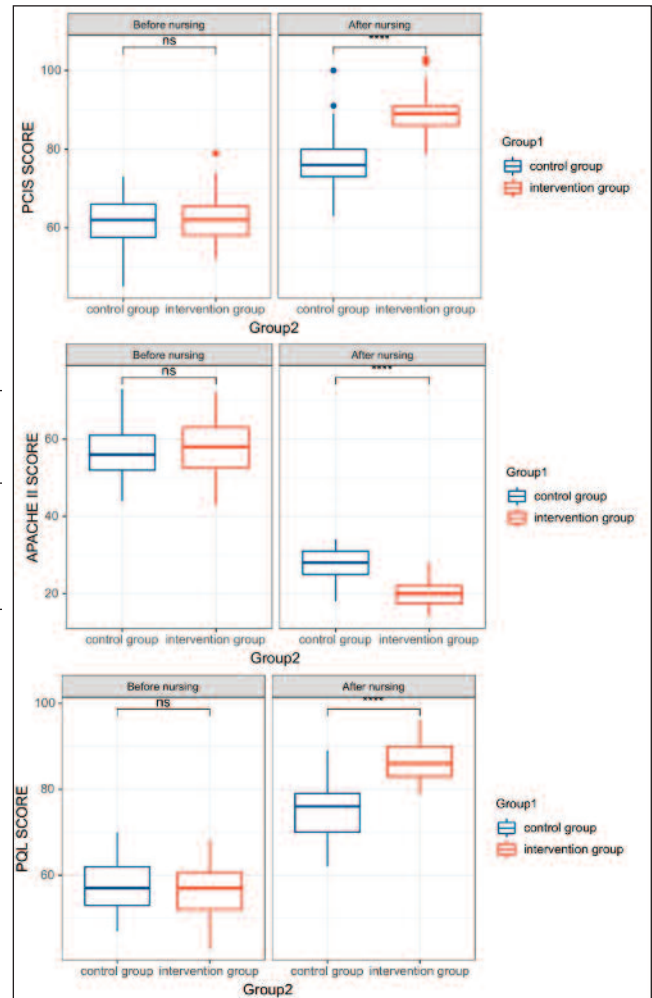 Before nursing After nursing
ns ****
PCIS SCORE
100
80
60
Group1
control group
intervention group
control group intervention group control group intervention group
Group2
Before nursing After nursing
ns ****
APACHE II SCORE
60
40
20
Group1
control group
intervention group
control group intervention group control group intervention group
Group2
Before nursing After nursing
ns ****
PQL SCORE
100
80
60
Group1
control group
intervention group
control group intervention group control group intervention group
Group2